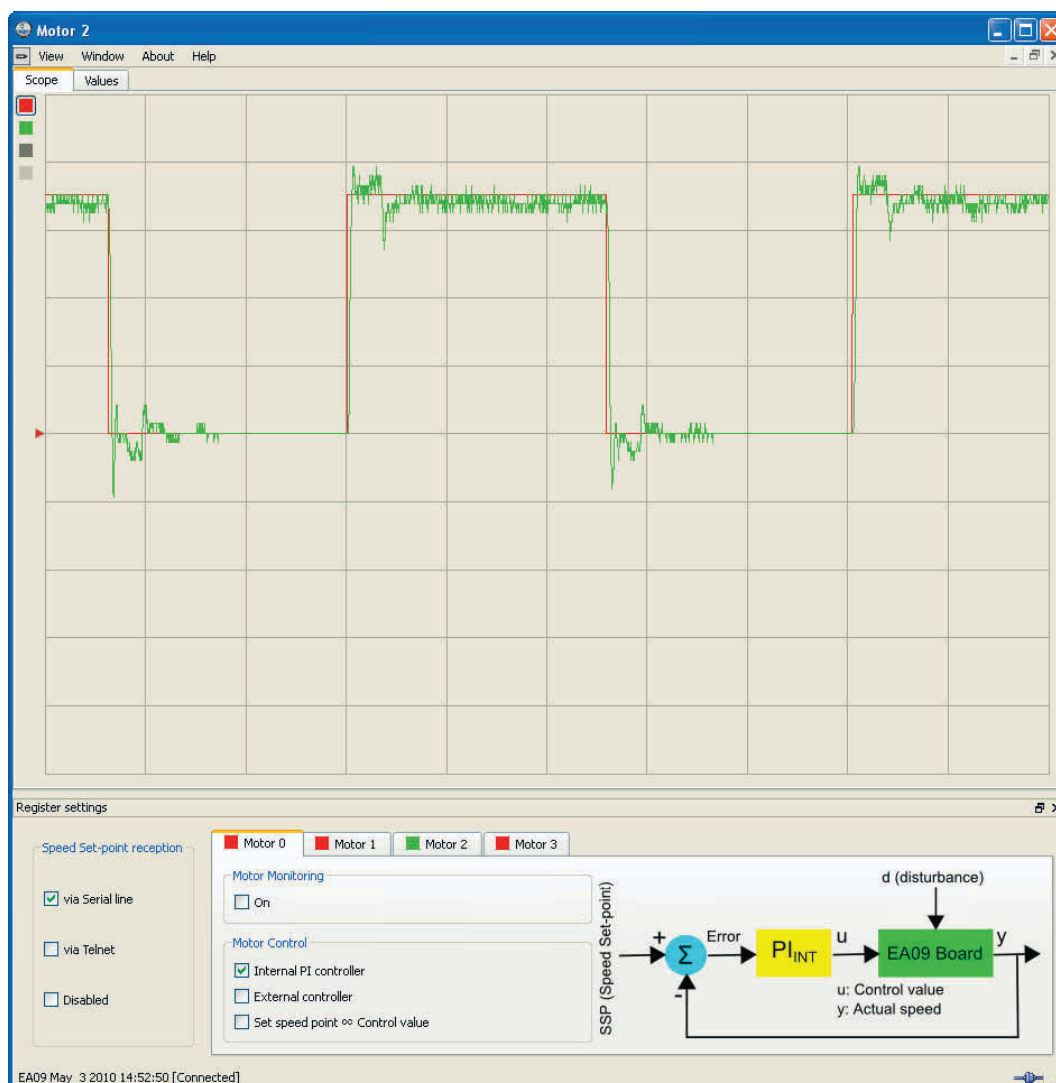 Motor 2
View Window About Help
Scope Values
Register settings
Speed Set-point reception
via Serial line
via Telnet
Disabled
Motor 0 Motor 1 Motor 2 Motor 3
Motor Monitoring
On
Motor Control
Internal PI controller
External controller
Set speed point ∞ Control value
SSP (Speed Set-point)
d (disturbance)
+ Error u y
Σ PI_INT EA09 Board
-
u: Control value
y: Actual speed
EA09 May 3 2010 14:52:50 [Connected]